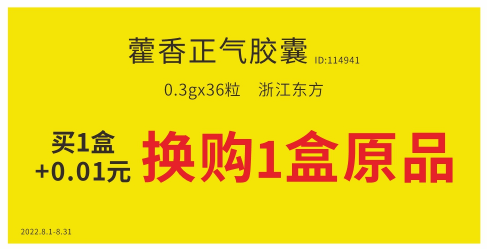 藿香正气胶囊 ID:114941
0.3gx36粒 浙江东方
买1盒
+0.01元
换购1盒原品
2022.8.1-8.31